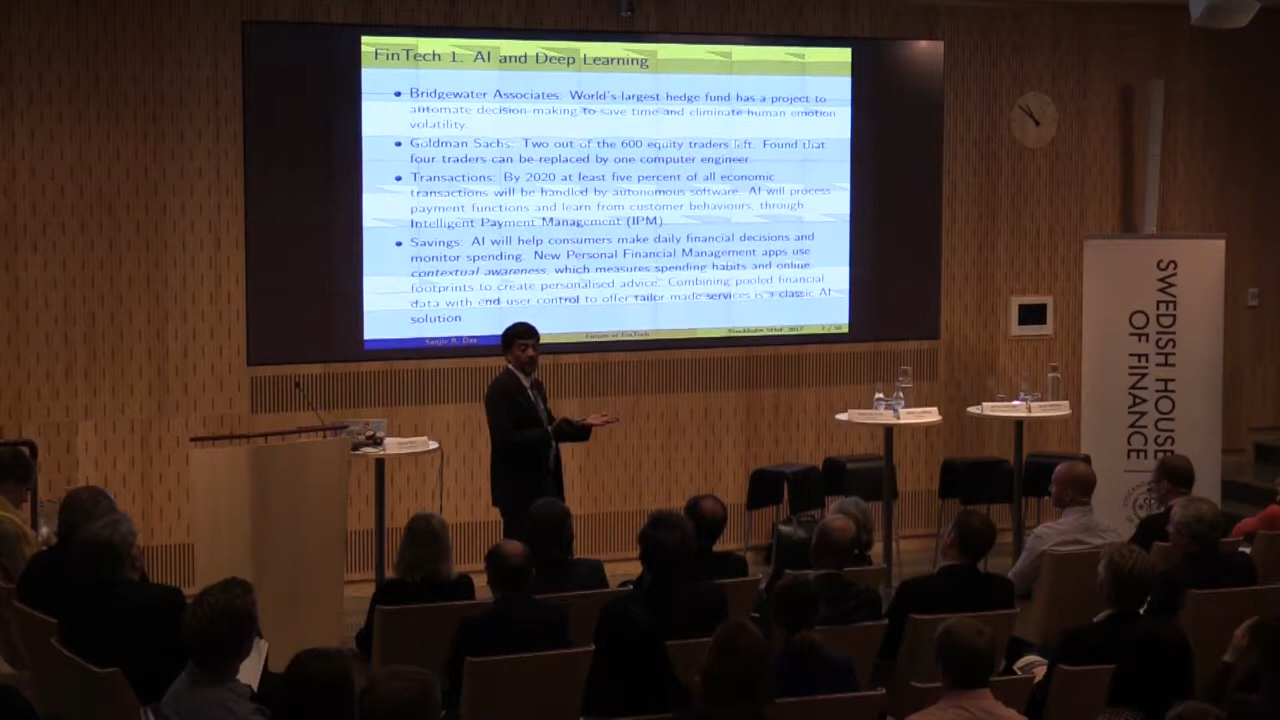 FinTech 1. AI and Deep Learning
Bridgewater Associates: World's largest hedge fund has a project to
automate decision-making to save time and eliminate human emotion
volatility.
Goldman Sachs: Two out of the 600 equity traders left. Found that
four traders can be replaced by one computer engineer.
Transactions: By 2020 at least five percent of all economic
transactions will be handled by autonomous software. AI will process
payment functions and learn from customer behaviours, through
Intelligent Payment Management (IPM).
Savings: AI will help consumers make daily financial decisions and
monitor spending. New Personal Financial Management apps use
contextual awareness, which measures spending habits and online
footprints to create personalised advice. Combining pooled financial
data with end-user control to offer tailor-made services is a classic AI
solution.
Sanjiv R. Das
Future of FinTech
Stockholm SHoF 2017
SWEDISH HOUSE
OF FINANCE